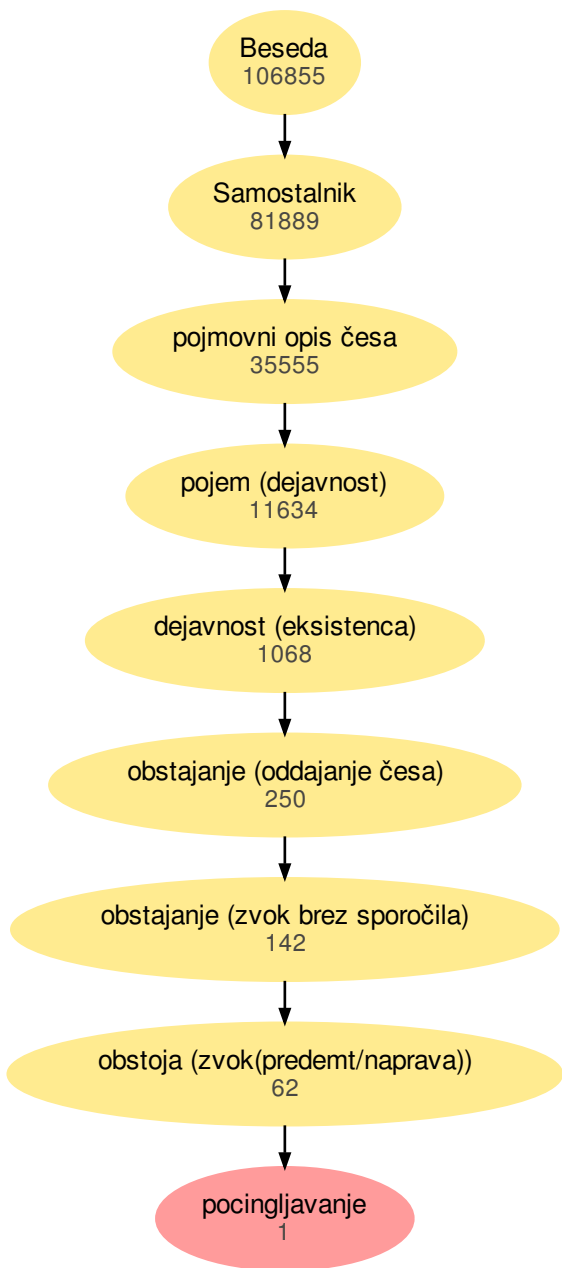 Beseda
106855
Samostalnik
81889
pojmovni opis česa
35555
pojem (dejavnost)
11634
dejavnost (eksistenca)
1068
obstajanje (oddajanje česa)
250
obstajanje (zvok brez sporočila)
142
obstoja (zvok(predemt/naprava))
62
pocingljavanje
1